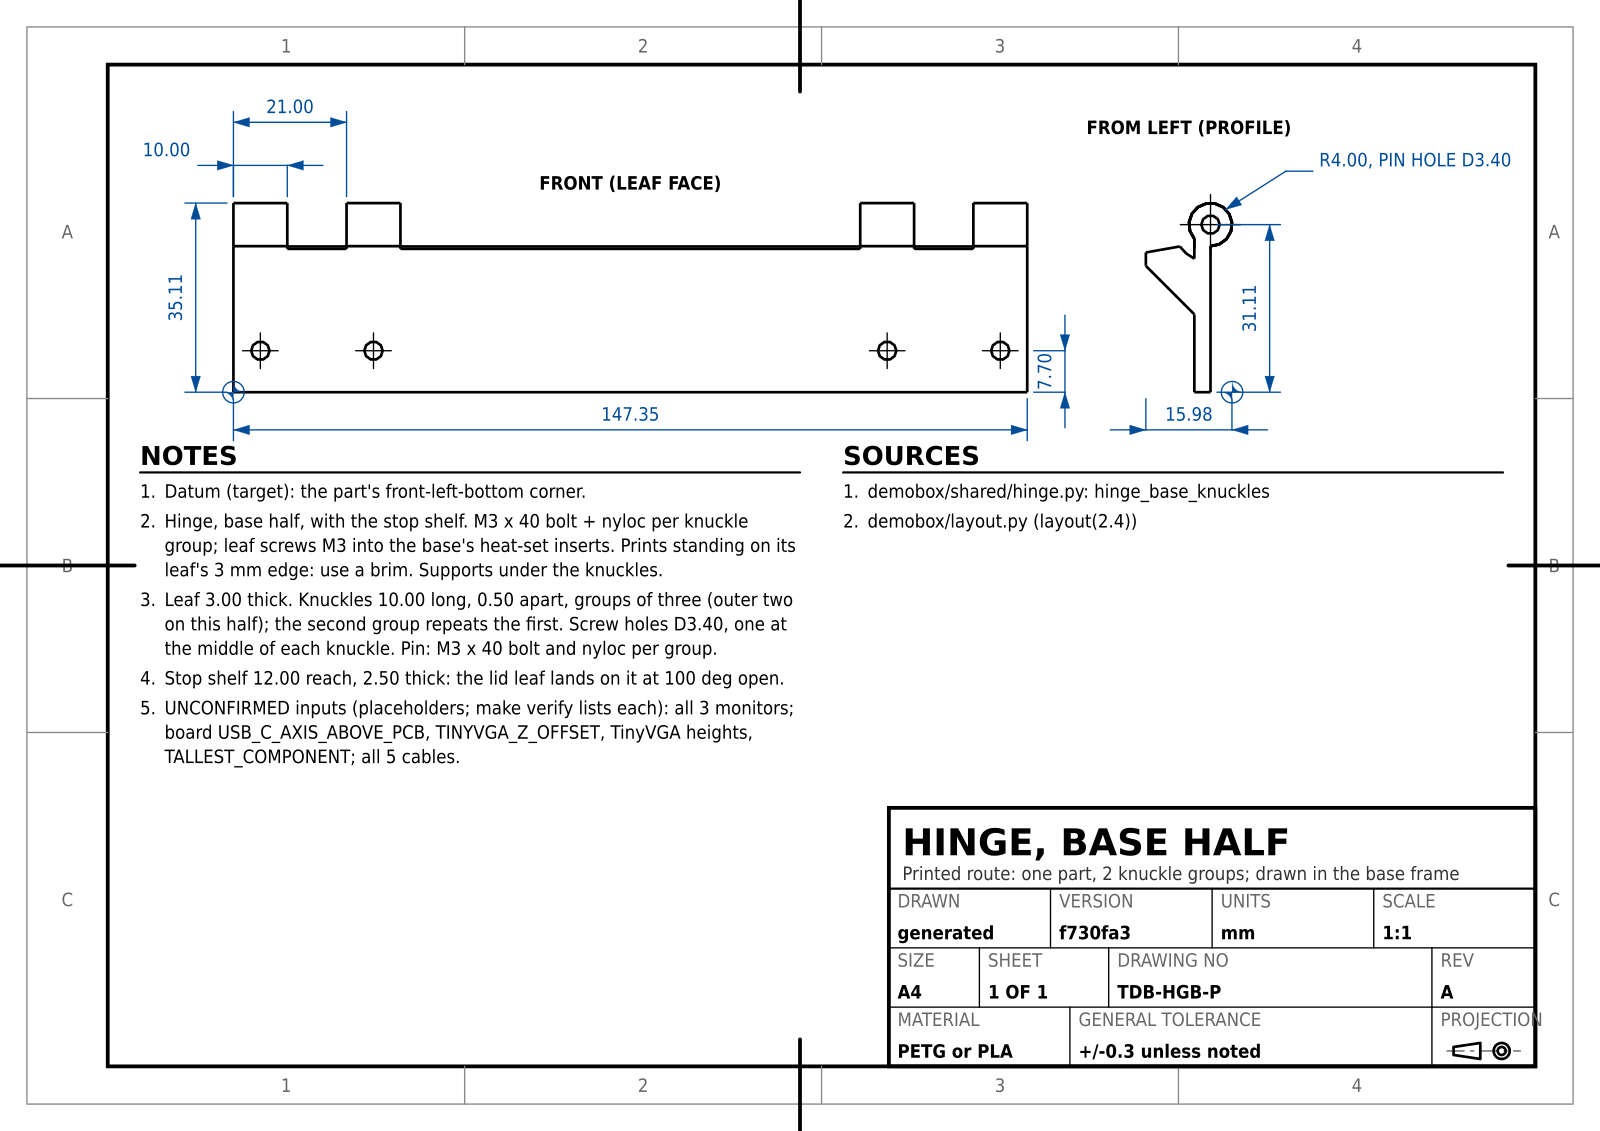 1 2 3 4
A A
B B
C C
1 2 3 4
21.00
10.00
FRONT (LEAF FACE)
35.11
147.35
7.70
FROM LEFT (PROFILE)
R4.00, PIN HOLE D3.40
31.11
15.98
NOTES
1. Datum (target): the part's front-left-bottom corner.
2. Hinge, base half, with the stop shelf. M3 x 40 bolt + nyloc per knuckle
group; leaf screws M3 into the base's heat-set inserts. Prints standing on its
leaf's 3 mm edge: use a brim. Supports under the knuckles.
3. Leaf 3.00 thick. Knuckles 10.00 long, 0.50 apart, groups of three (outer two
on this half); the second group repeats the first. Screw holes D3.40, one at
the middle of each knuckle. Pin: M3 x 40 bolt and nyloc per group.
4. Stop shelf 12.00 reach, 2.50 thick: the lid leaf lands on it at 100 deg open.
5. UNCONFIRMED inputs (placeholders; make verify lists each): all 3 monitors;
board USB_C_AXIS_ABOVE_PCB, TINYVGA_Z_OFFSET, TinyVGA heights,
TALLEST_COMPONENT; all 5 cables.
SOURCES
1. demobox/shared/hinge.py: hinge_base_knuckles
2. demobox/layout.py (layout(2.4))
HINGE, BASE HALF
Printed route: one part, 2 knuckle groups; drawn in the base frame
DRAWN VERSION UNITS SCALE
generated f730fa3 mm 1:1
SIZE SHEET DRAWING NO REV
A4 1 OF 1 TDB-HGB-P A
MATERIAL GENERAL TOLERANCE PROJECTION
PETG or PLA +/-0.3 unless noted